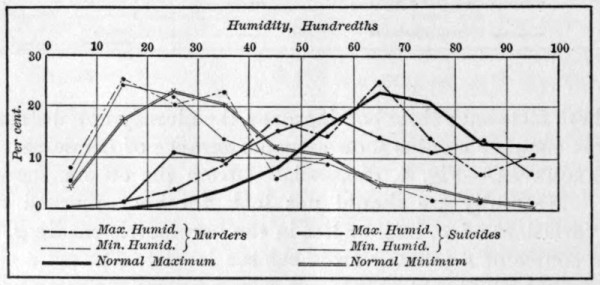 Humidity, Hundredths
0 10 20 30 40 50 60 70 80 90 100
Per cent.
30
20
10
0
Max. Humid. } Murders Max. Humid. } Suicides
Min. Humid. Min. Humid.
Normal Maximum Normal Minimum